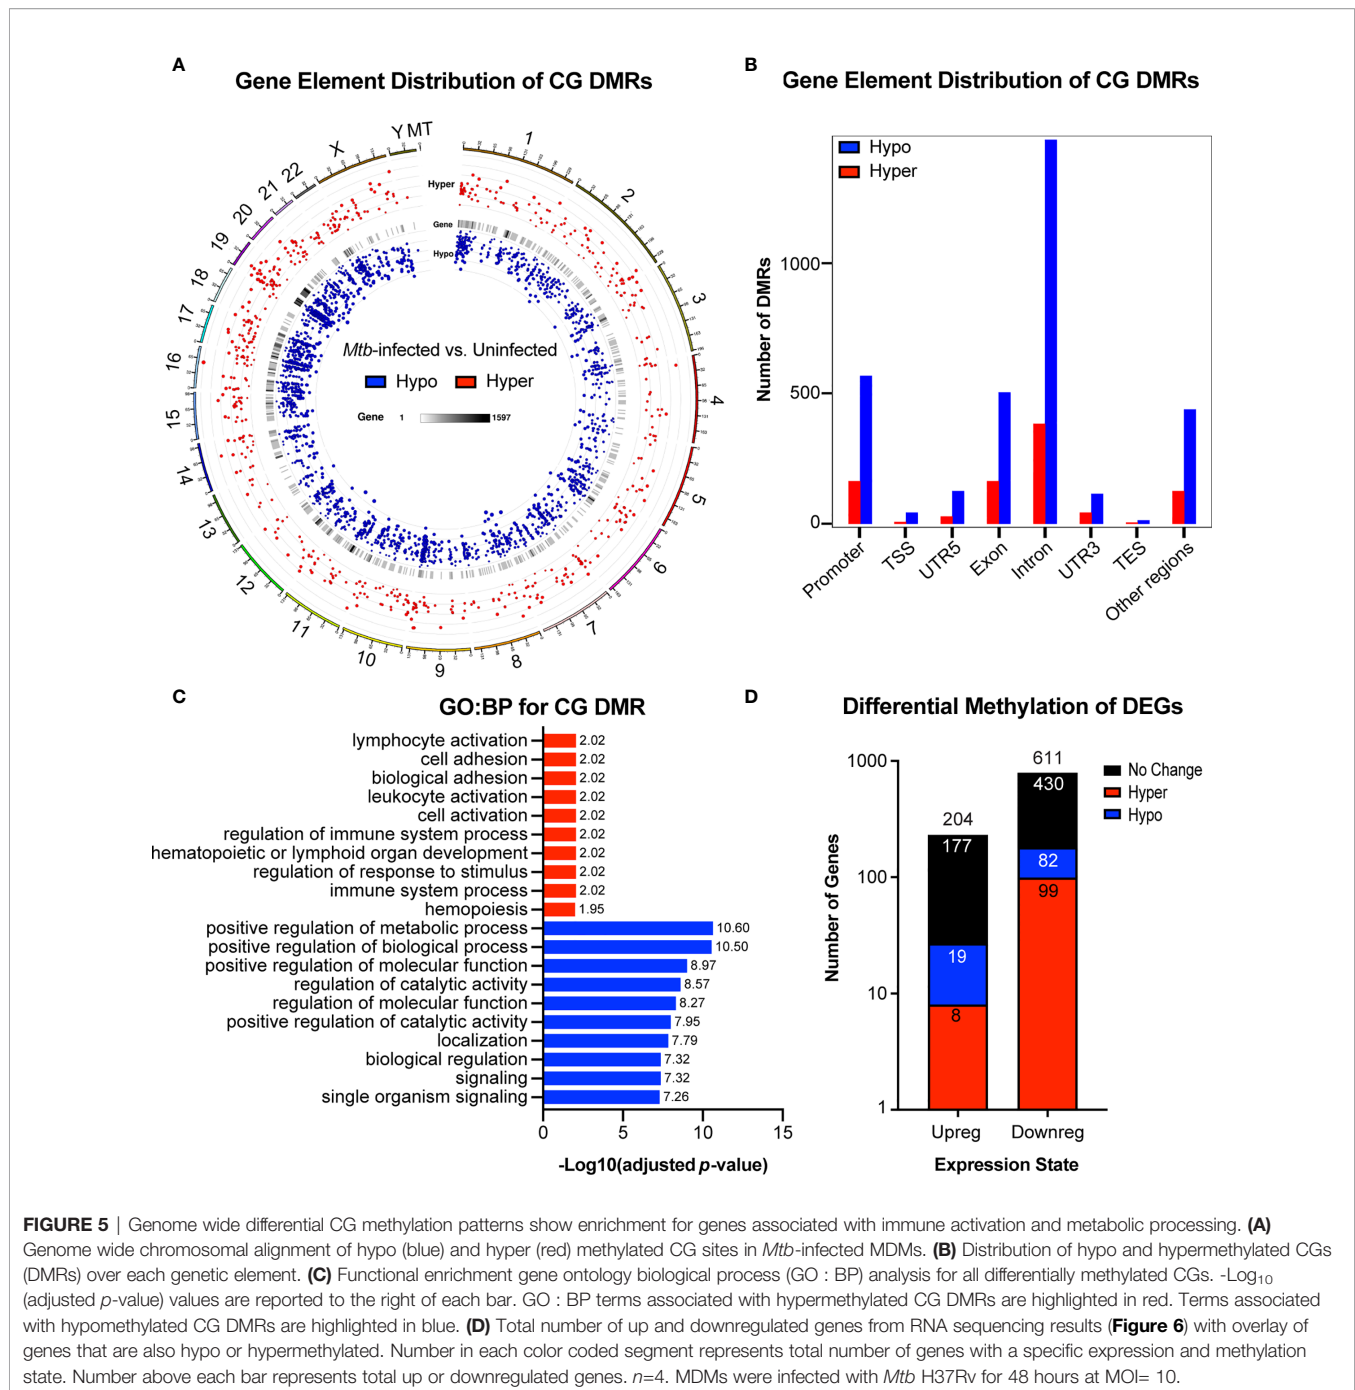 A
Gene Element Distribution of CG DMRs
Y MT
1
2
3
4
5
6
7
8
9
10
11
12
13
14
15
16
17
18
19
20
21
22
X
Hyper
Gene
Hypo
Mtb-infected vs. Uninfected
Hypo Hyper
Gene 1 1597
B
Gene Element Distribution of CG DMRs
Hypo
Hyper
Number of DMRs
1000
500
0
Promoter
TSS
UTR5
Exon
Intron
UTR3
TES
Other regions
C
GO:BP for CG DMR
lymphocyte activation 2.02
cell adhesion 2.02
biological adhesion 2.02
leukocyte activation 2.02
cell activation 2.02
regulation of immune system process 2.02
hematopoietic or lymphoid organ development 2.02
regulation of response to stimulus 2.02
immune system process 2.02
hemopoiesis 1.95
positive regulation of metabolic process 10.60
positive regulation of biological process 10.50
positive regulation of molecular function 8.97
regulation of catalytic activity 8.57
regulation of molecular function 8.27
positive regulation of catalytic activity 7.95
localization 7.79
biological regulation 7.32
signaling 7.32
single organism signaling 7.26
0 5 10 15
-Log10(adjusted p-value)
D
Differential Methylation of DEGs
Number of Genes
1000
100
10
1
204
177
19
8
611
430
82
99
No Change
Hyper
Hypo
Upreg Downreg
Expression State
FIGURE 5 | Genome wide differential CG methylation patterns show enrichment for genes associated with immune activation and metabolic processing. (A)
Genome wide chromosomal alignment of hypo (blue) and hyper (red) methylated CG sites in Mtb-infected MDMs. (B) Distribution of hypo and hypermethylated CGs
(DMRs) over each genetic element. (C) Functional enrichment gene ontology biological process (GO : BP) analysis for all differentially methylated CGs. -Log10
(adjusted p-value) values are reported to the right of each bar. GO : BP terms associated with hypermethylated CG DMRs are highlighted in red. Terms associated
with hypomethylated CG DMRs are highlighted in blue. (D) Total number of up and downregulated genes from RNA sequencing results (Figure 6) with overlay of
genes that are also hypo or hypermethylated. Number in each color coded segment represents total number of genes with a specific expression and methylation
state. Number above each bar represents total up or downregulated genes. n=4. MDMs were infected with Mtb H37Rv for 48 hours at MOI= 10.